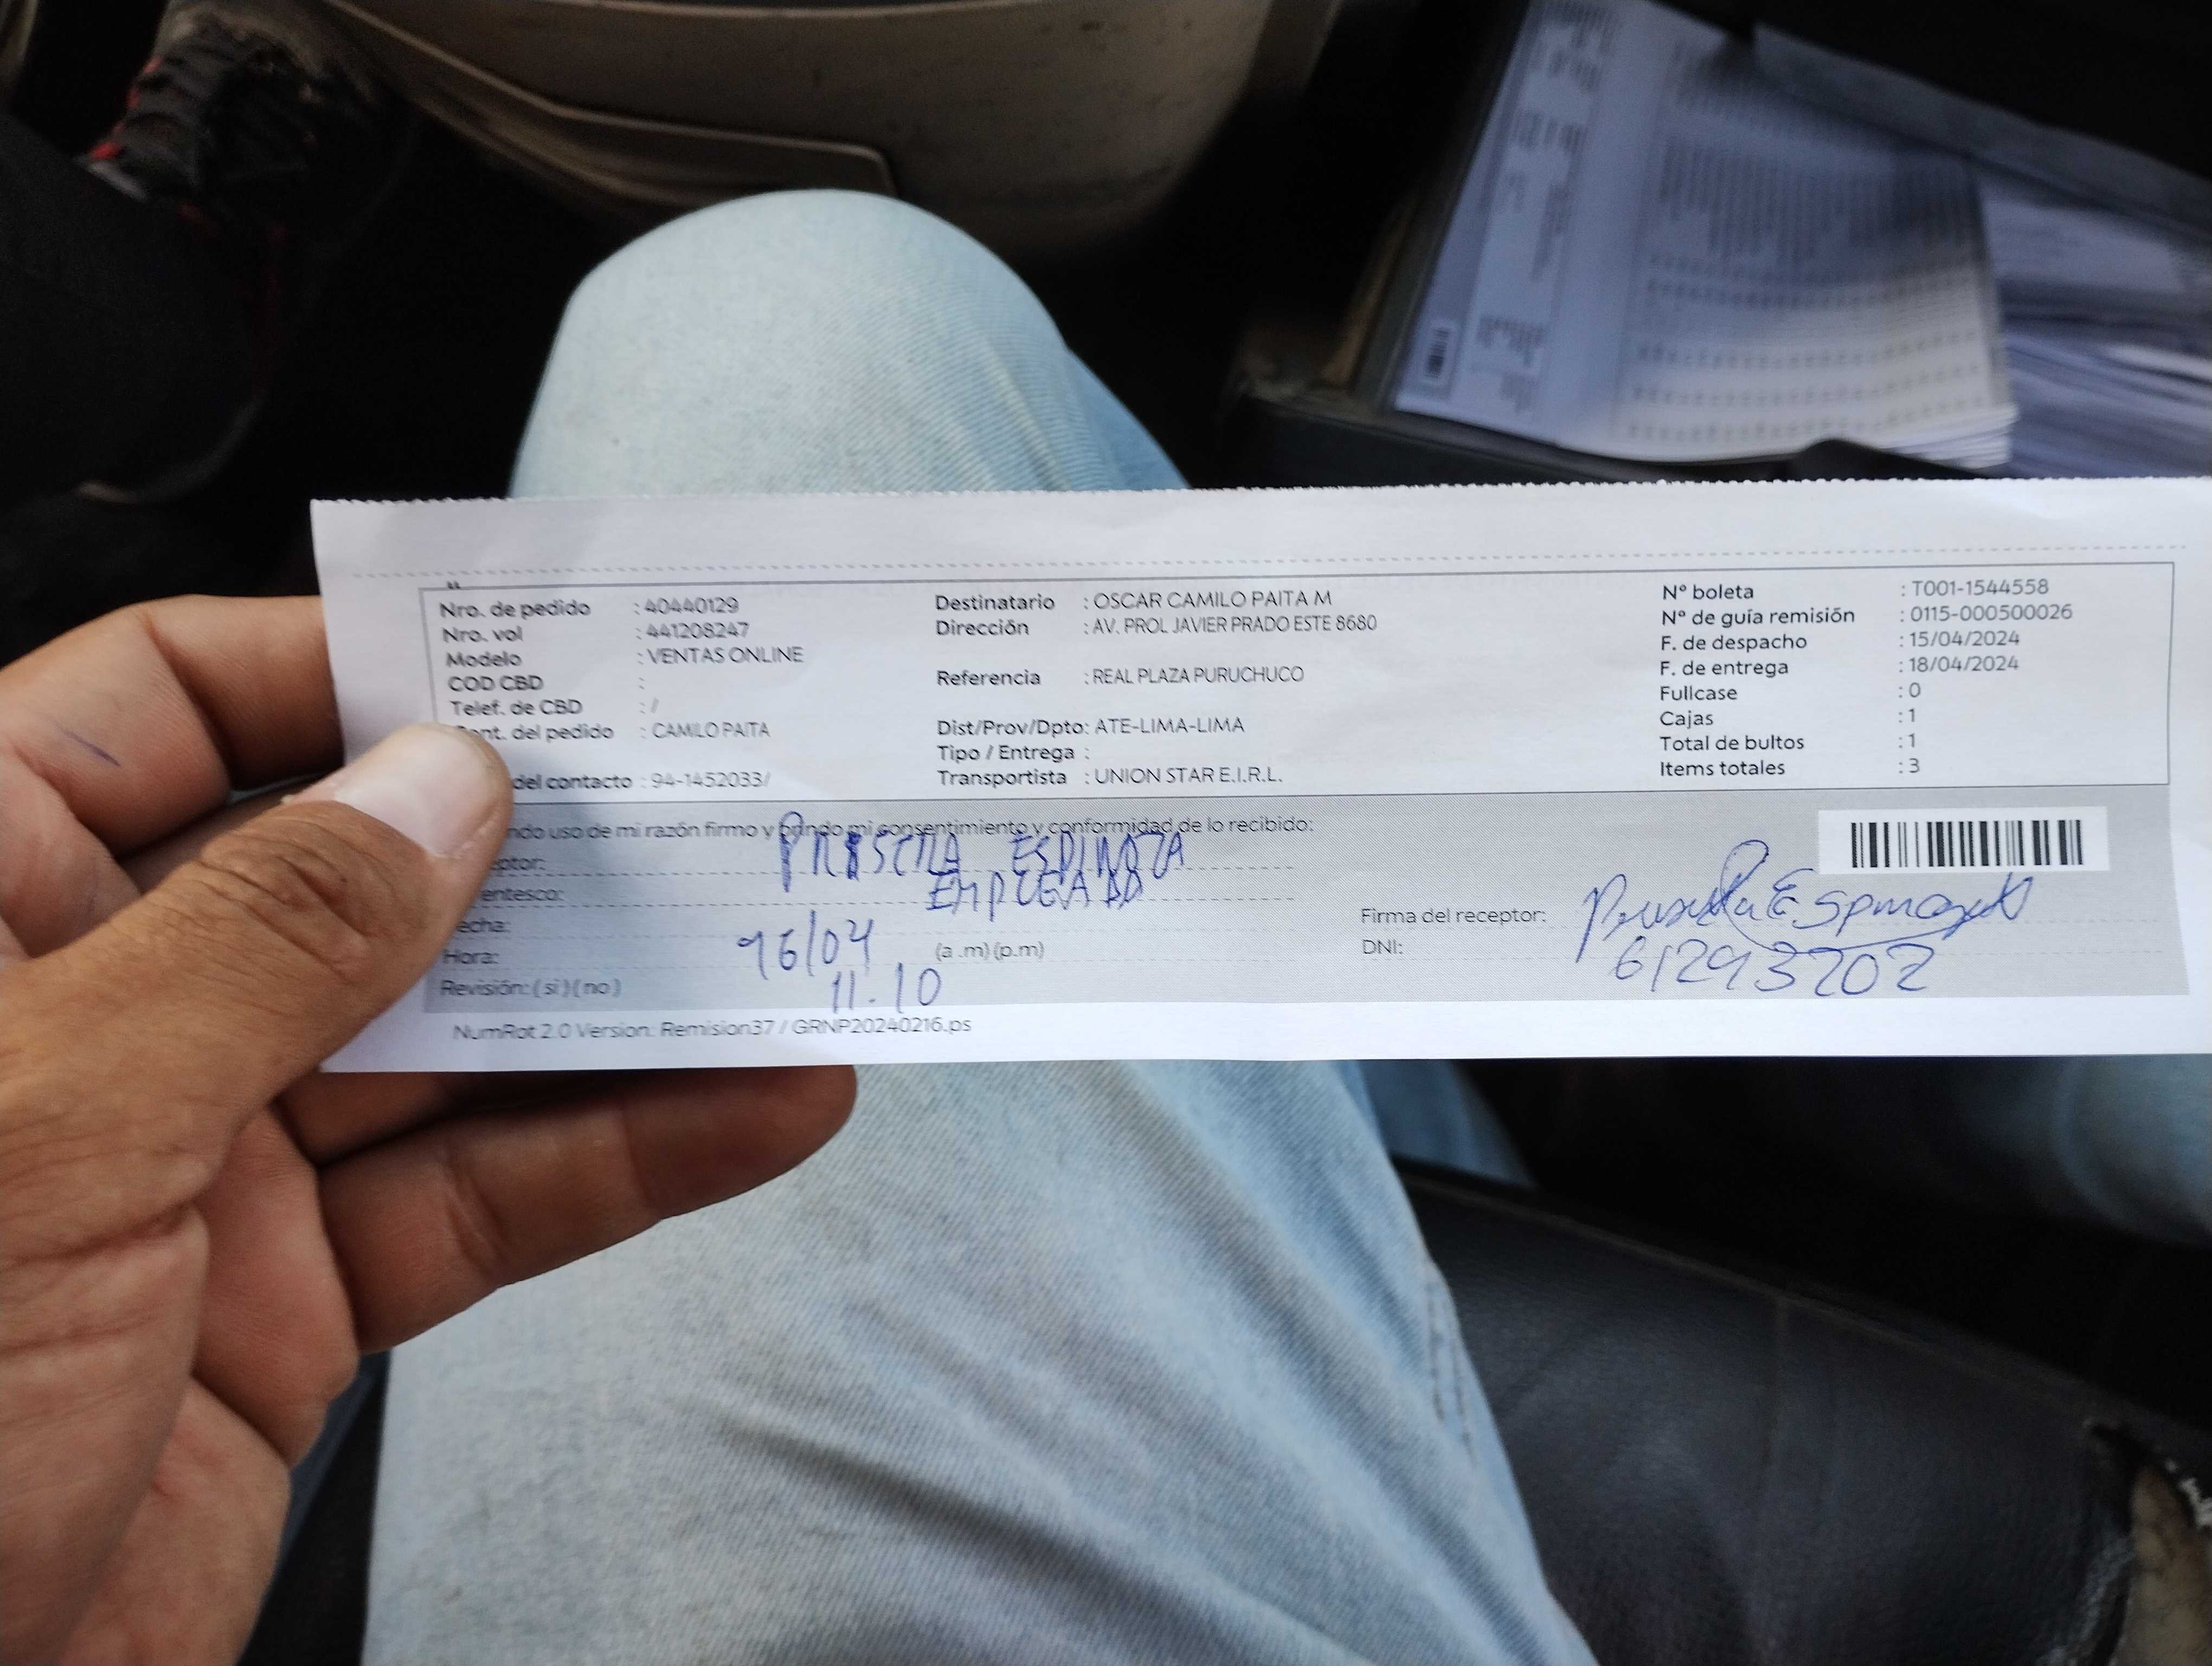 Nro. de pedido : 40440129
Nro. vol : 441208247
Modelo : VENTAS ONLINE
COD CBD :
Telef. de CBD : /
nt. del pedido : CAMILO PAITA
del contacto : 94-1452033/
Destinatario : OSCAR CAMILO PAITA M
Dirección : AV. PROL JAVIER PRADO ESTE 8680
Referencia : REAL PLAZA PURUCHUCO
Dist/Prov/Dpto: ATE-LIMA-LIMA
Tipo / Entrega :
Transportista : UNION STAR E.I.R.L.
Nº boleta : T001-1544558
Nº de guía remisión : 0115-000500026
F. de despacho : 15/04/2024
F. de entrega : 18/04/2024
Fullcase : 0
Cajas : 1
Total de bultos : 1
Items totales : 3
ndo uso de mi razón firmo y brindo mi consentimiento y conformidad de lo recibido:
eptor: PRISCILA ESPINOZA
entesco: EMPLEADO
echa: 16/04
Hora: (a .m) (p.m)
11.10
Revisión: ( si ) ( no )
Firma del receptor:
DNI: 61293202
NumRot 2.0 Version: Remision37 / GRNP20240216.ps